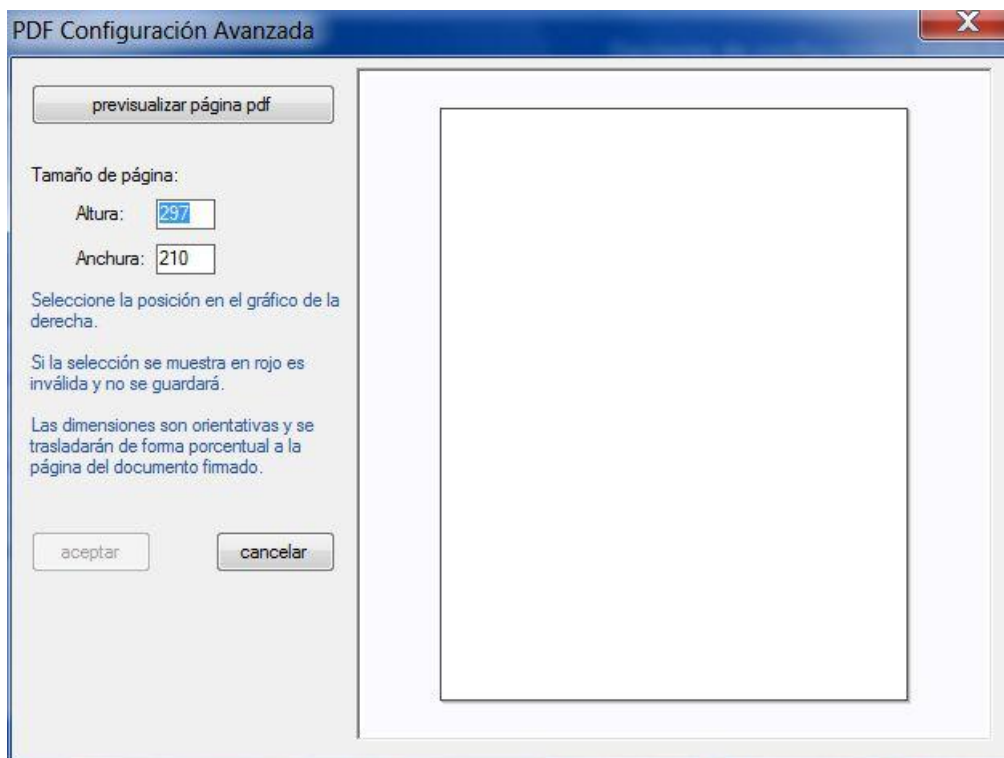 PDF Configuración Avanzada
previsualizar página pdf
Tamaño de página:
Altura: 297
Anchura: 210
Seleccione la posición en el gráfico de la
derecha.
Si la selección se muestra en rojo es
inválida y no se guardará.
Las dimensiones son orientativas y se
trasladarán de forma porcentual a la
página del documento firmado.
aceptar
cancelar